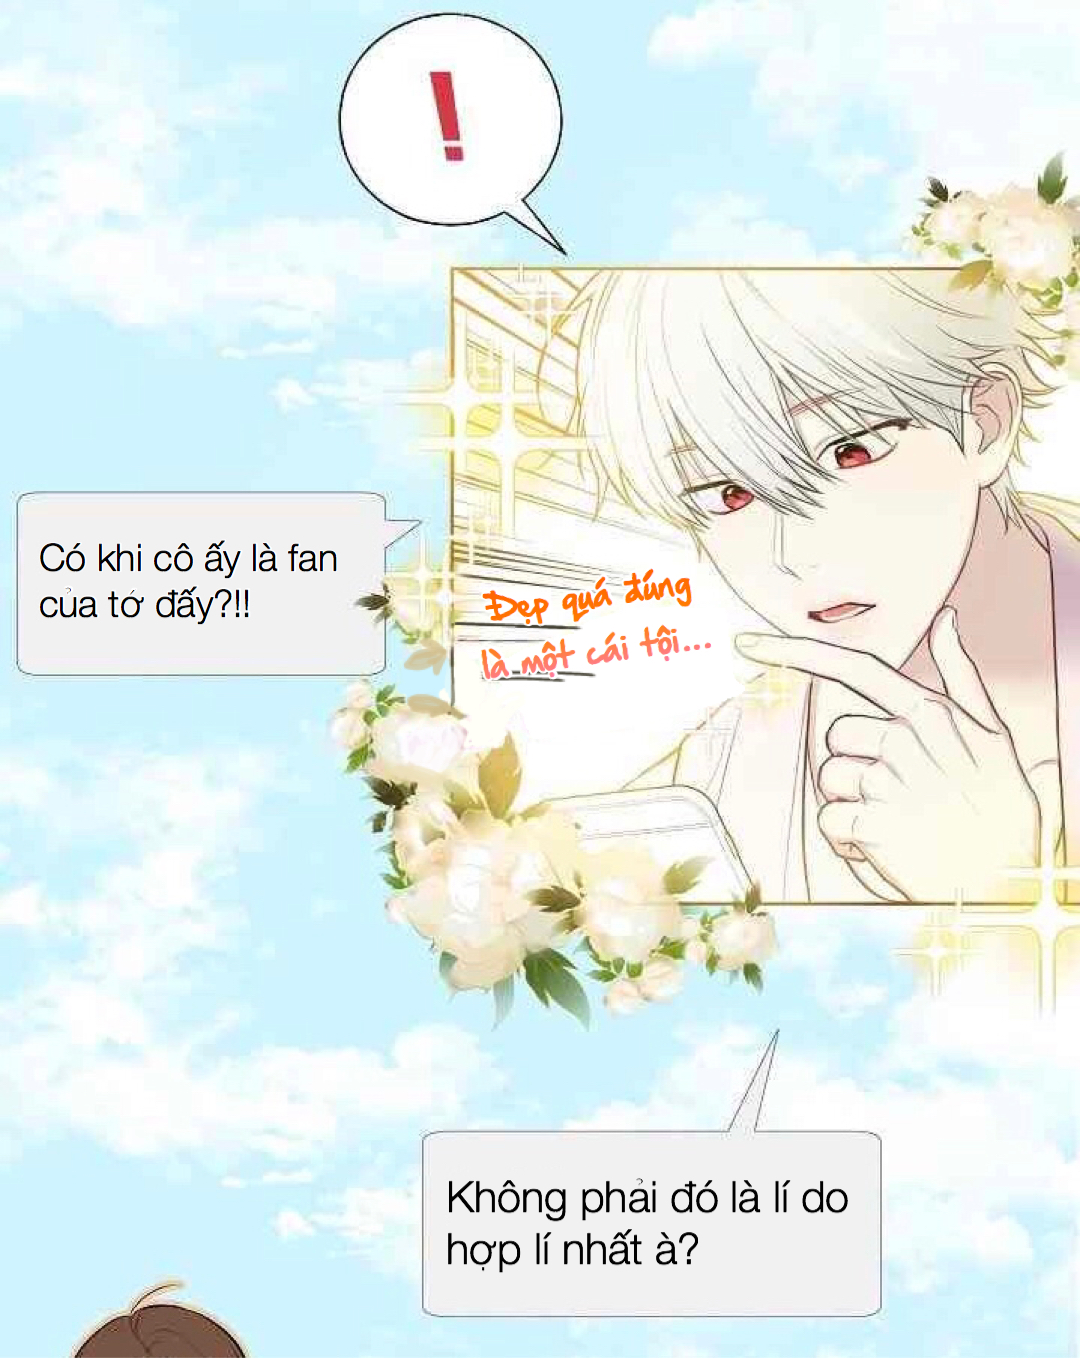 !
Có khi cô ấy là fan
của tớ đấy?!!
Đẹp quá đúng
là một cái tội...
Không phải đó là lí do
hợp lí nhất à?